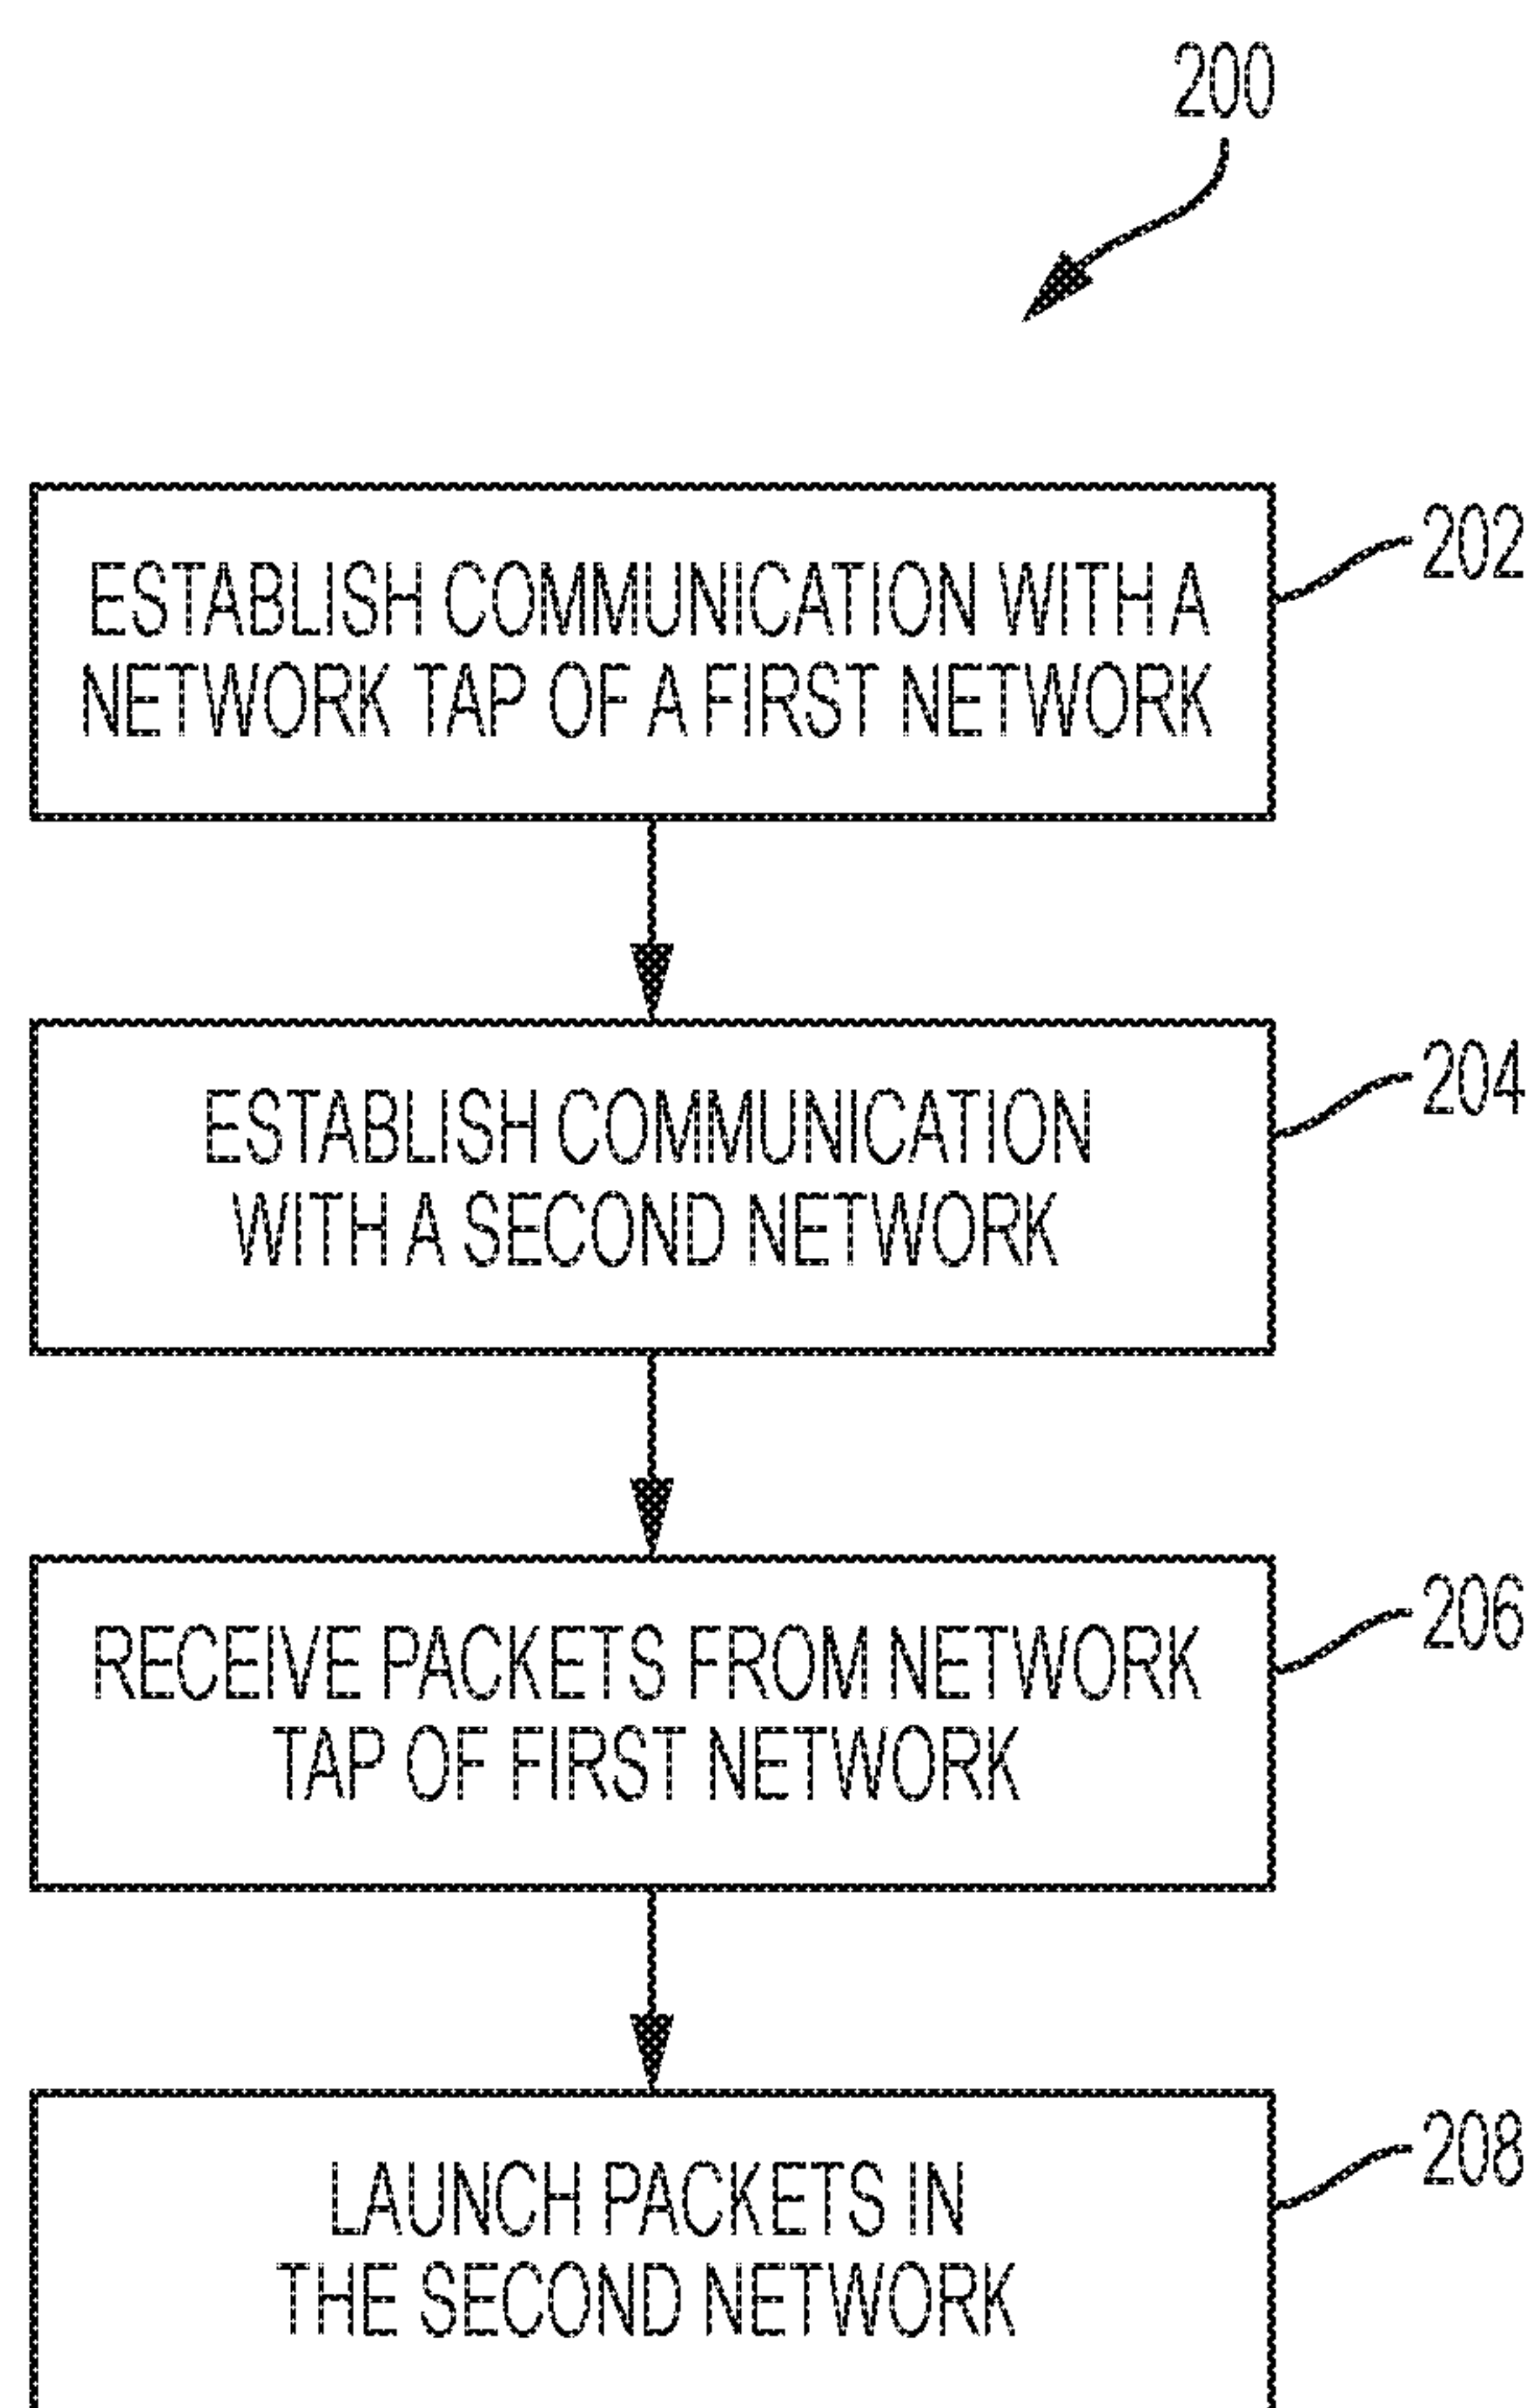 200
ESTABLISH COMMUNICATION WITH A
NETWORK TAP OF A FIRST NETWORK
202
ESTABLISH COMMUNICATION
WITH A SECOND NETWORK
204
RECEIVE PACKETS FROM NETWORK
TAP OF FIRST NETWORK
206
LAUNCH PACKETS IN
THE SECOND NETWORK
208